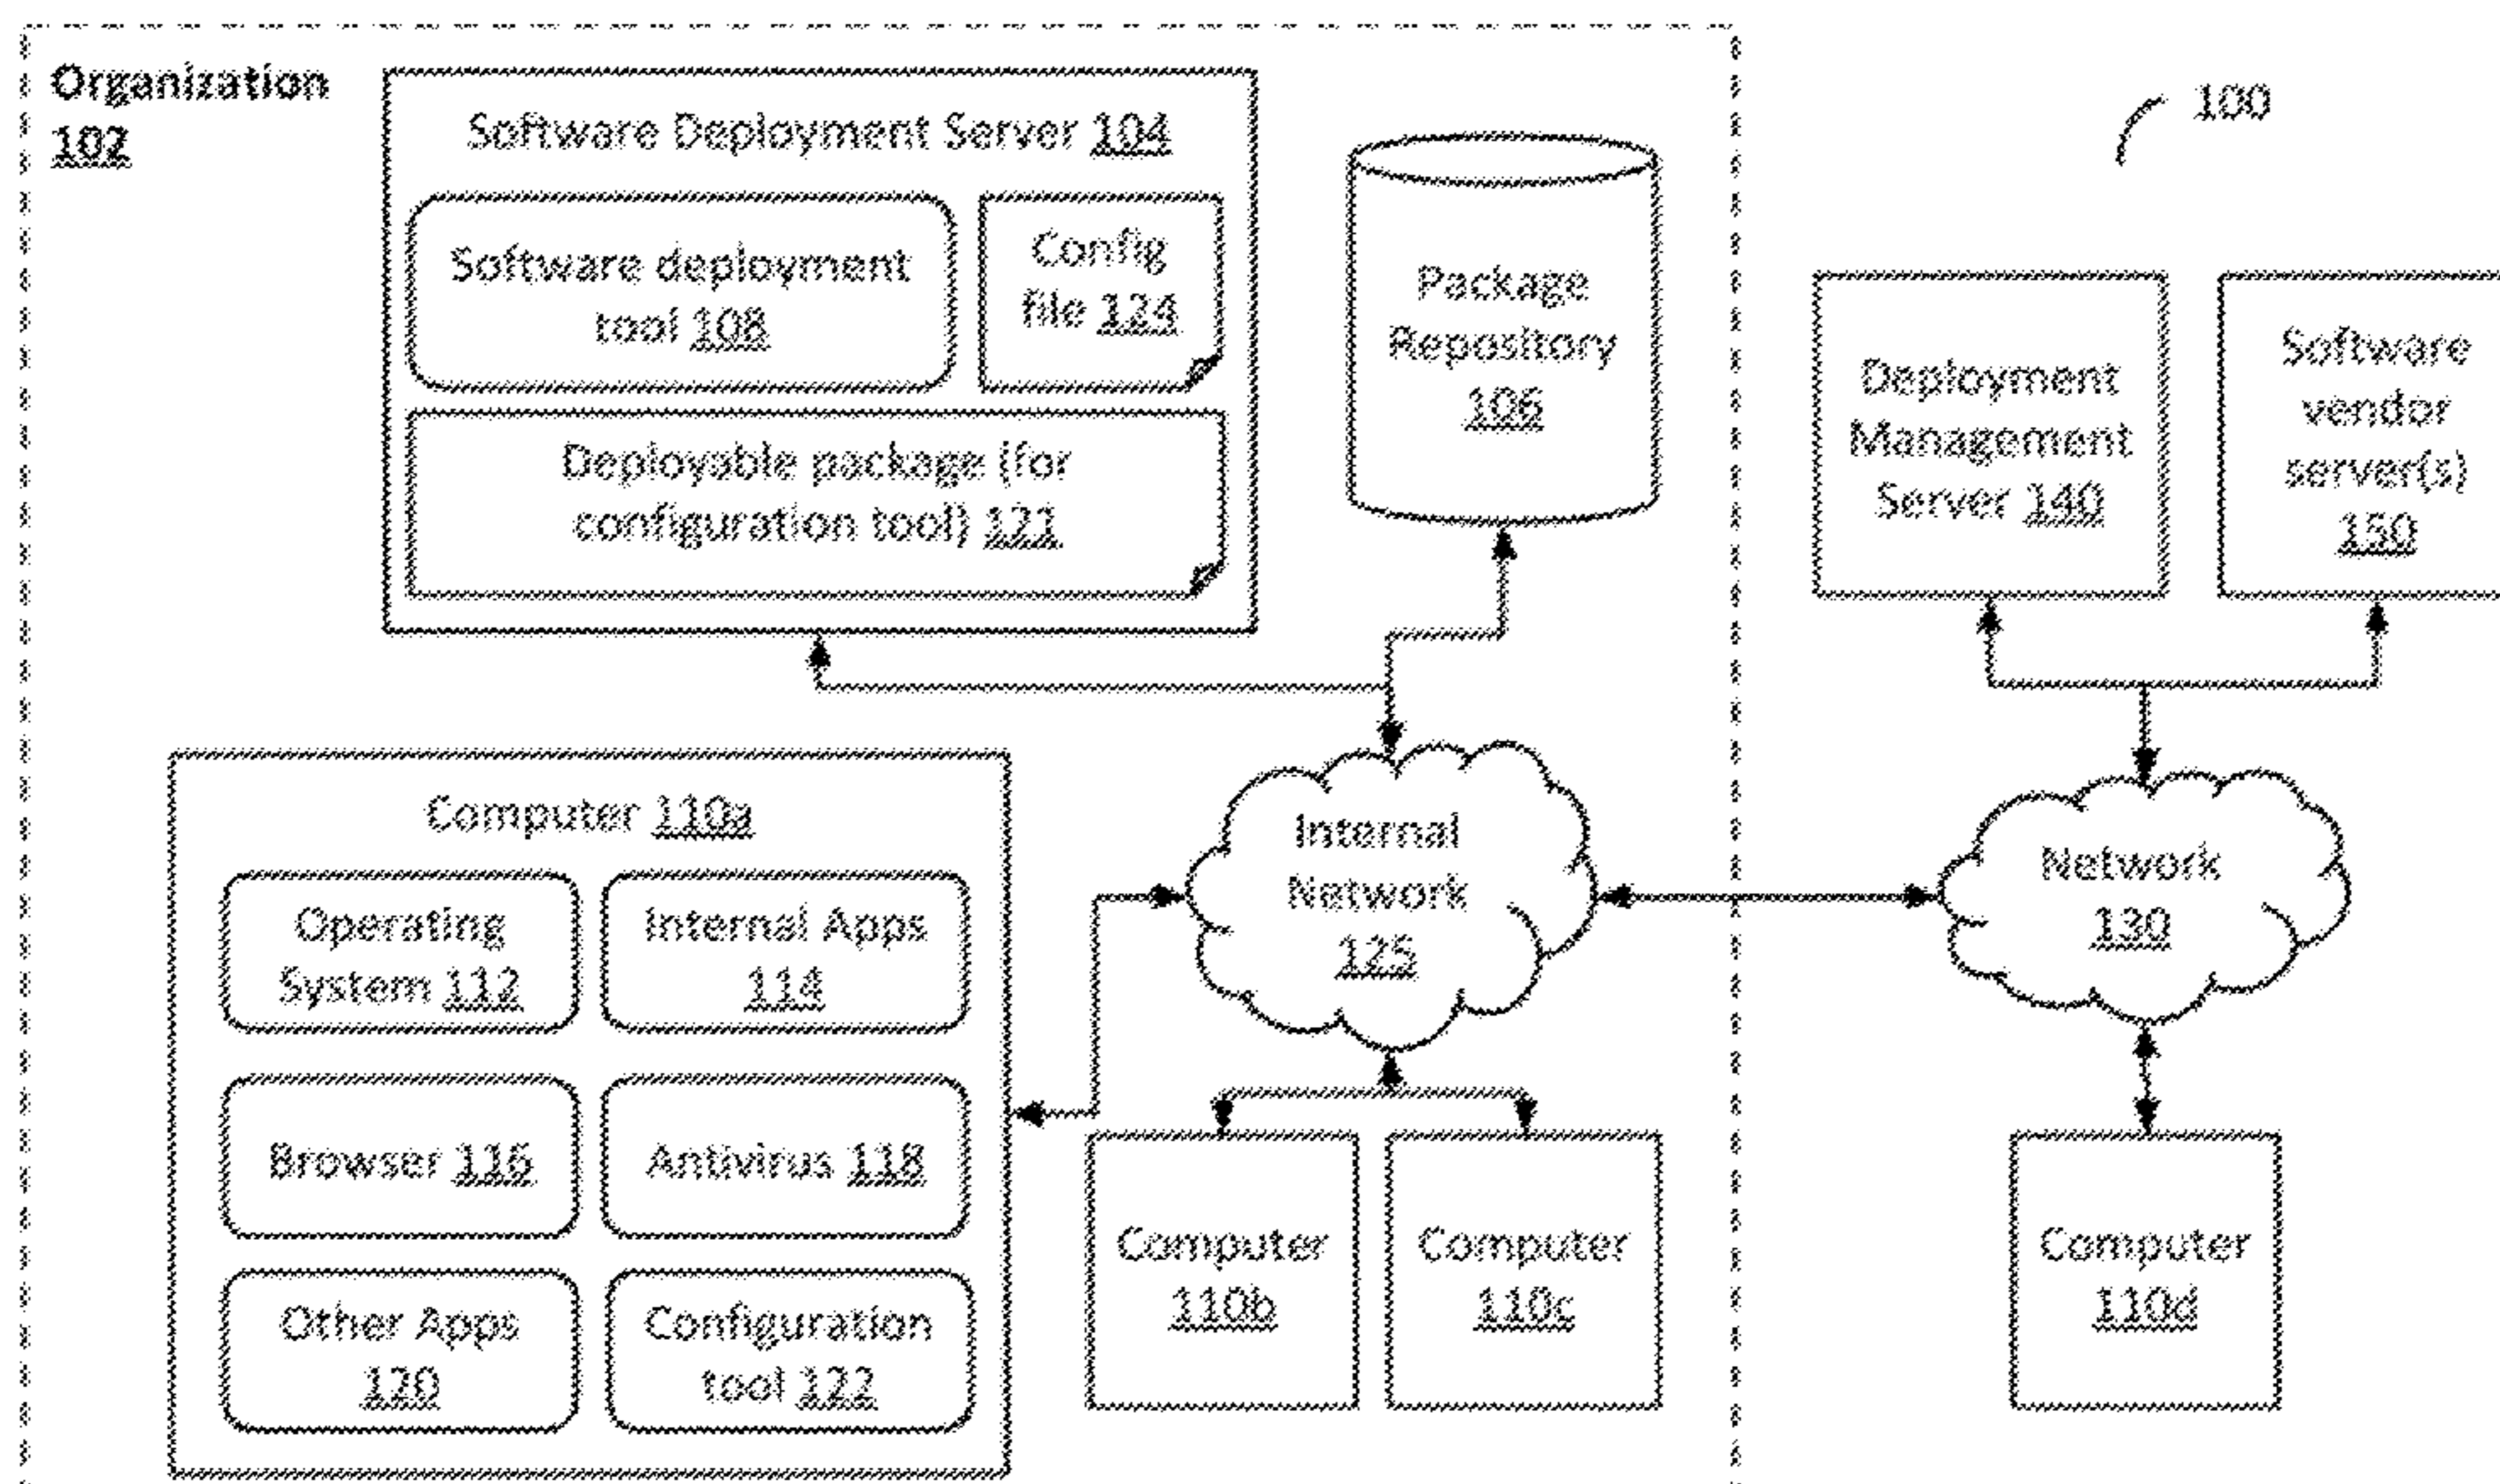 Organization
102
Software Deployment Server 104
Software deployment
tool 108
Config
file 124
Deployable package (for
configuration tool) 121
Package
Repository
106
100
Deployment
Management
Server 140
Software
vendor
server(s)
150
Computer 110a
Operating
System 112
Internal Apps
114
Browser 116
Antivirus 118
Other Apps
120
Configuration
tool 122
Internal
Network
125
Network
130
Computer
110b
Computer
110c
Computer
110d